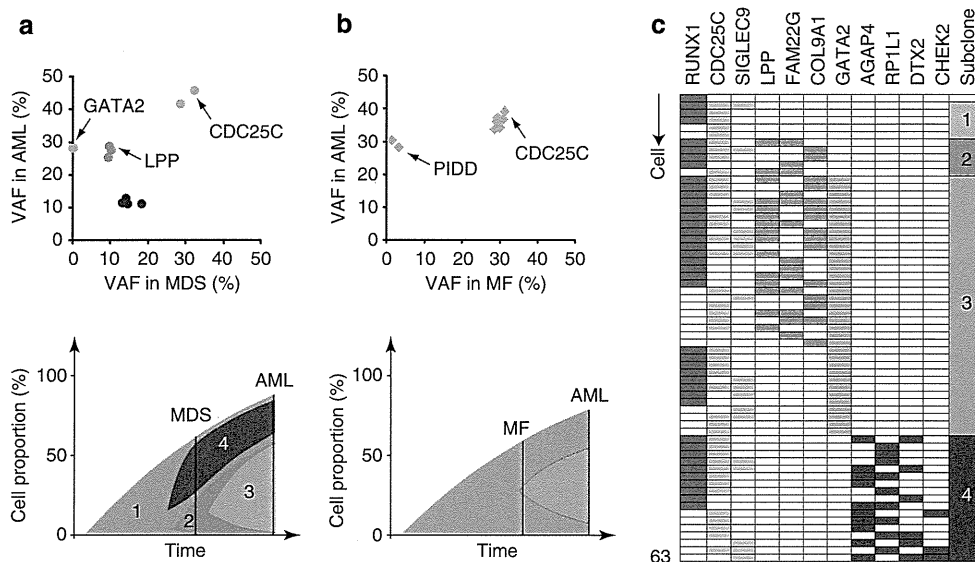 a
VAF in AML (%)
50
40
30
20
10
0
GATA2
CDC25C
LPP
0 10 20 30 40 50
VAF in MDS (%)
b
VAF in AML (%)
50
40
30
20
10
0
PIDD
CDC25C
0 10 20 30 40 50
VAF in MF (%)
Cell proportion (%)
100
50
0
MDS
AML
1
2
3
4
Time
Cell proportion (%)
100
50
0
MF
AML
Time
c
RUNX1
CDC25C
SIGLEC9
LPP
FAM22G
COL9A1
GATA2
AGAP4
RP1L1
DTX2
CHEK2
Subclone
Cell
63
1
2
3
4